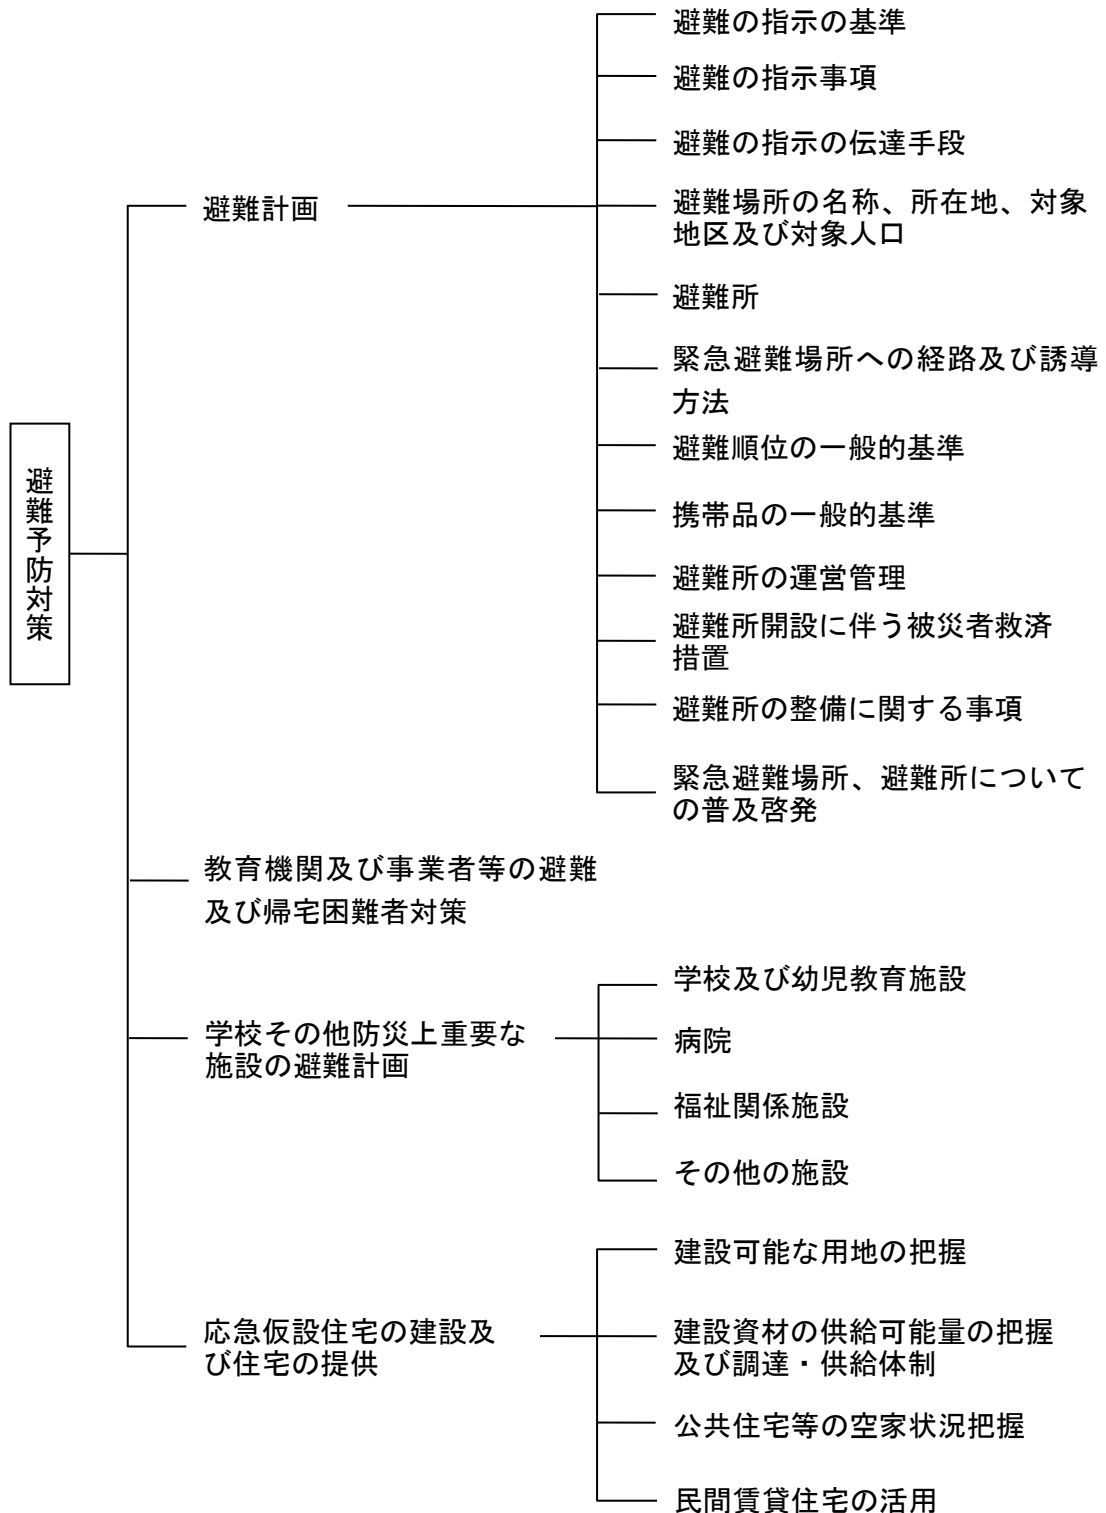 避難予防対策
避難計画
避難の指示の基準
避難の指示事項
避難の指示の伝達手段
避難場所の名称、所在地、対象
地区及び対象人口
避難所
緊急避難場所への経路及び誘導
方法
避難順位の一般的基準
携帯品の一般的基準
避難所の運営管理
避難所開設に伴う被災者救済
措置
避難所の整備に関する事項
緊急避難場所、避難所について
の普及啓発
教育機関及び事業者等の避難
及び帰宅困難者対策
学校その他防災上重要な
施設の避難計画
学校及び幼児教育施設
病院
福祉関係施設
その他の施設
応急仮設住宅の建設及
び住宅の提供
建設可能な用地の把握
建設資材の供給可能量の把握
及び調達・供給体制
公共住宅等の空家状況把握
民間賃貸住宅の活用